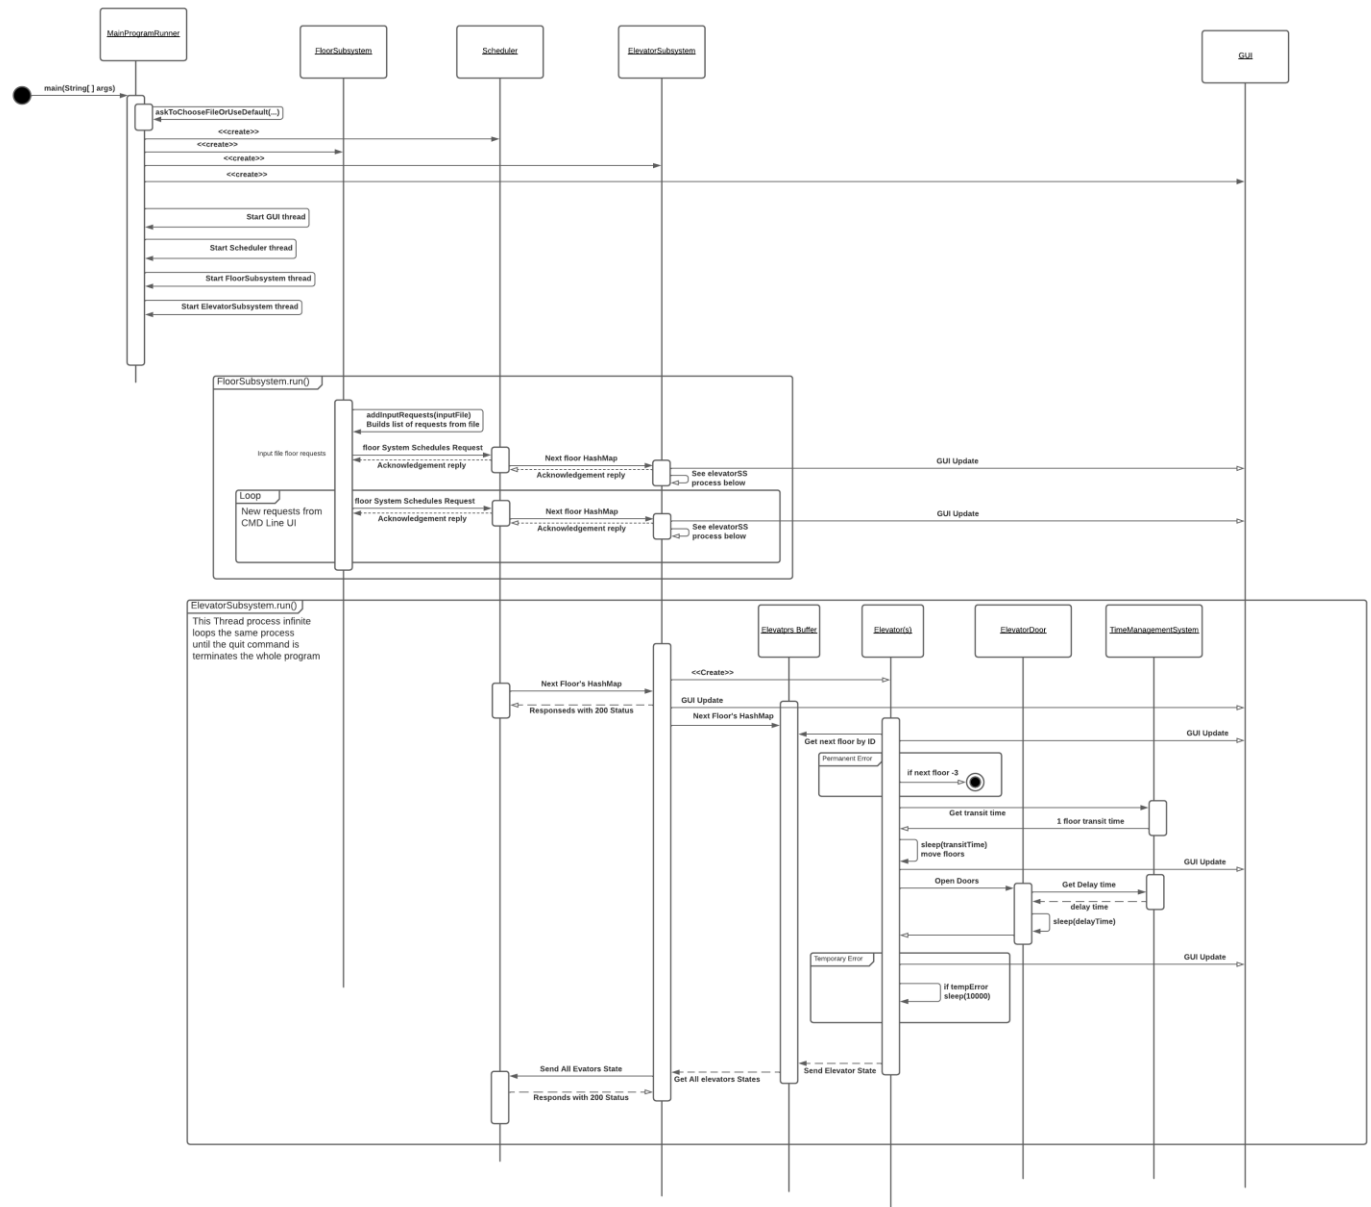 MainProgramRunner
FloorSubsystem
Scheduler
ElevatorSubsystem
GUI
main(String[ ] args)
askToChooseFileOrUseDefault(...)
<<create>>
<<create>>
<<create>>
<<create>>
Start GUI thread
Start Scheduler thread
Start FloorSubsystem thread
Start ElevatorSubsystem thread
FloorSubsystem.run()
addInputRequests(inputFile)
Builds list of requests from file
Input file floor requests
floor System Schedules Request
Acknowledgement reply
Next floor HashMap
Acknowledgement reply
GUI Update
See elevatorSS
process below
Loop
New requests from
CMD Line UI
floor System Schedules Request
Acknowledgement reply
Next floor HashMap
Acknowledgement reply
GUI Update
See elevatorSS
process below
ElevatorSubsystem.run()
This Thread process infinite
loops the same process
until the quit command is
terminates the whole program
Elevatprs Buffer
Elevator(s)
ElevatorDoor
TimeManagementSystem
<<Create>>
Next Floor's HashMap
Responseds with 200 Status
GUI Update
Next Floor's HashMap
Get next floor by ID
GUI Update
Permanent Error
if next floor -3
Get transit time
1 floor transit time
sleep(transitTime)
move floors
GUI Update
Open Doors
Get Delay time
delay time
sleep(delayTime)
Temporary Error
GUI Update
if tempError
sleep(10000)
Send Elevator State
Get All elevators States
Send All Evators State
Responds with 200 Status